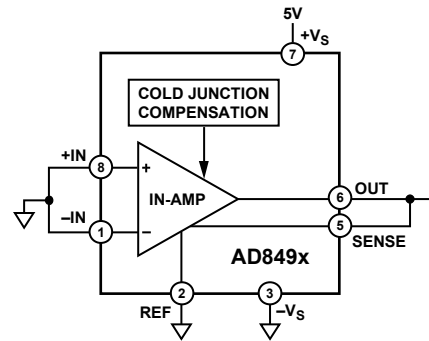 5V
+VS
7
COLD JUNCTION
COMPENSATION
+IN
8
+
IN-AMP
6
OUT
–IN
1
–
5
SENSE
AD849x
2
REF
3
–VS